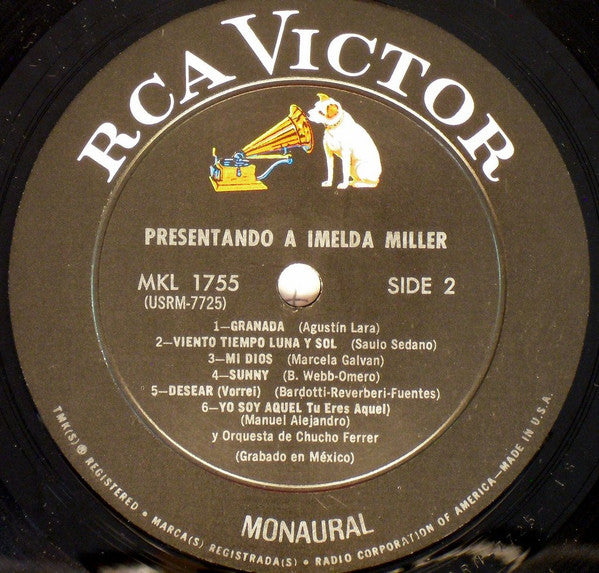 RCA VICTOR
PRESENTANDO A IMELDA MILLER
MKL 1755
(USRM-7725)
SIDE 2
1—GRANADA (Agustín Lara)
2—VIENTO TIEMPO LUNA Y SOL (Saulo Sedano)
3—MI DIOS (Marcela Galvan)
4—SUNNY (B. Webb-Omero)
5—DESEAR (Vorrei) (Bardotti-Reverberi-Fuentes)
6—YO SOY AQUEL Tu Eres Aquel)
(Manuel Alejandro)
y Orquesta de Chucho Ferrer
(Grabado en México)
MONAURAL
TMK(S) ® REGISTERED • MARCA(S) REGISTRADA(S) • RADIO CORPORATION OF AMERICA—MADE IN U.S.A.